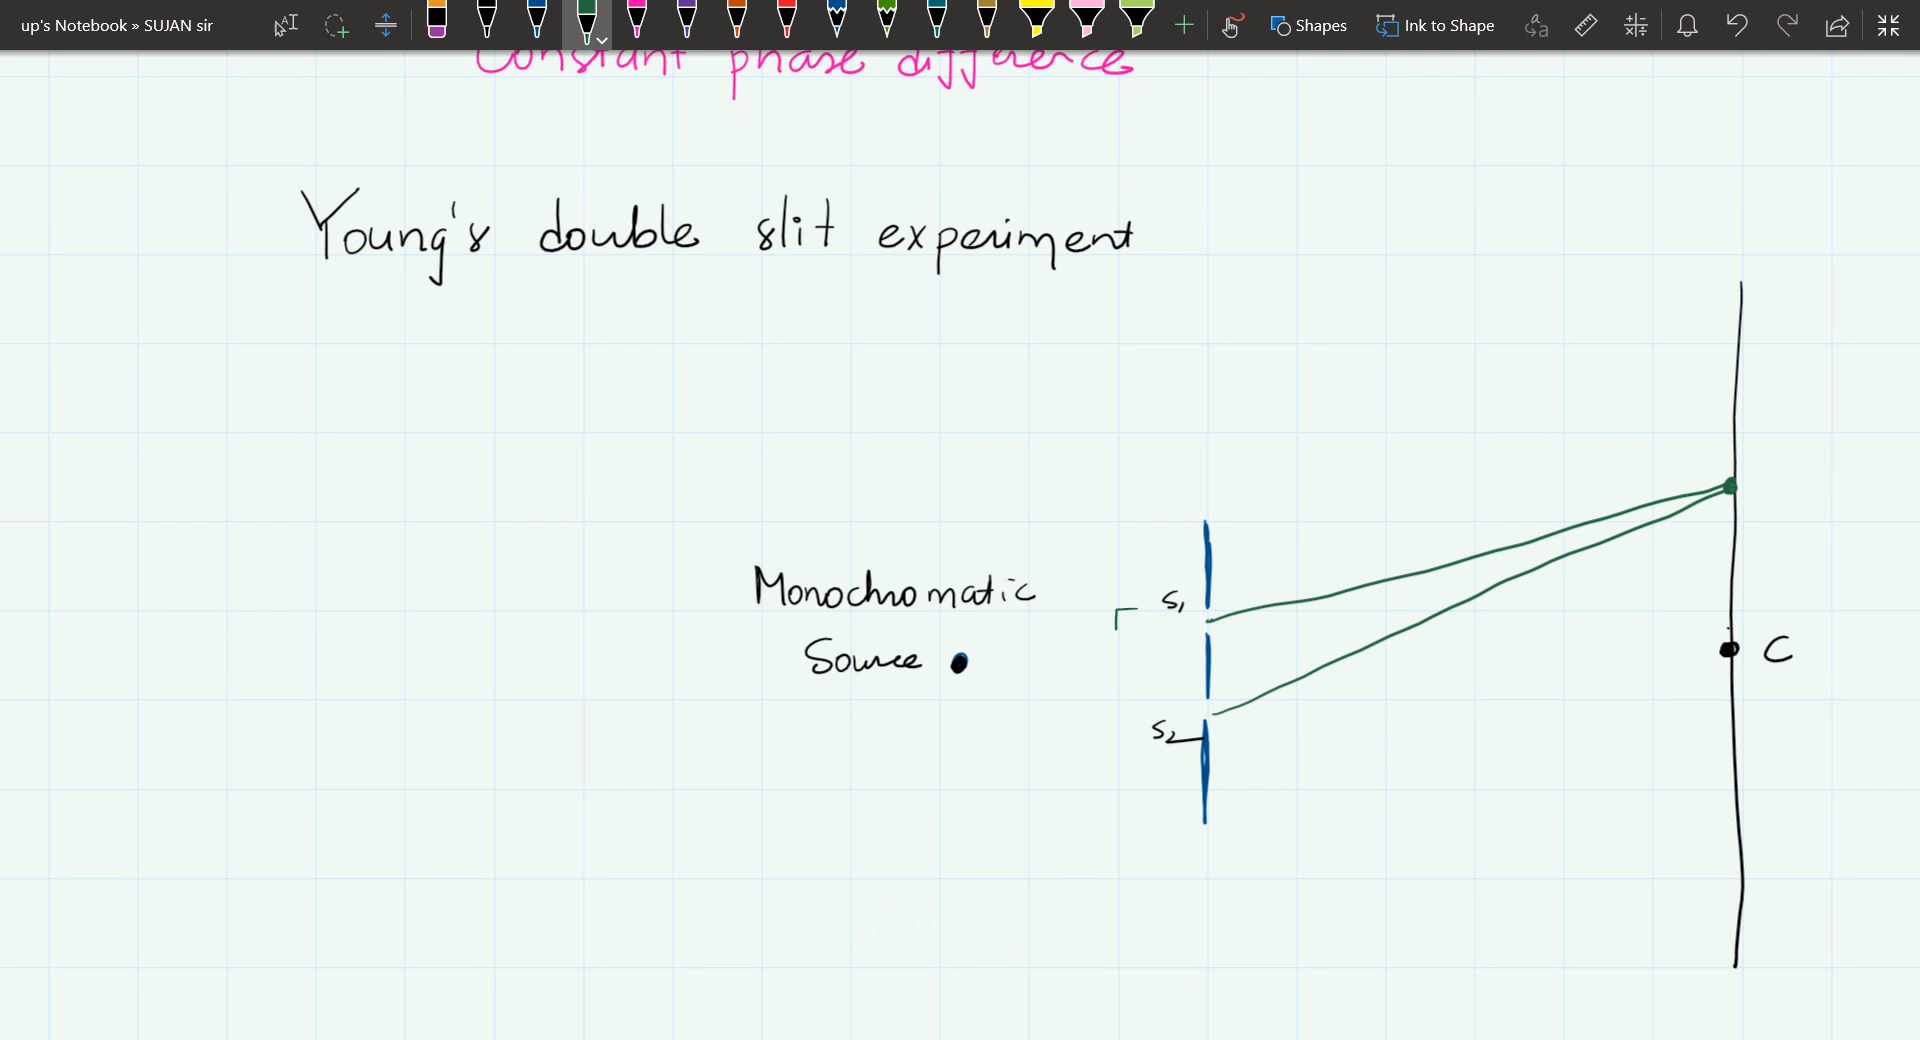 up's Notebook » SUJAN sir
Shapes
Ink to Shape
Constant phase difference
Young's double slit experiment
Monochromatic
Source
S₁
S₂
C